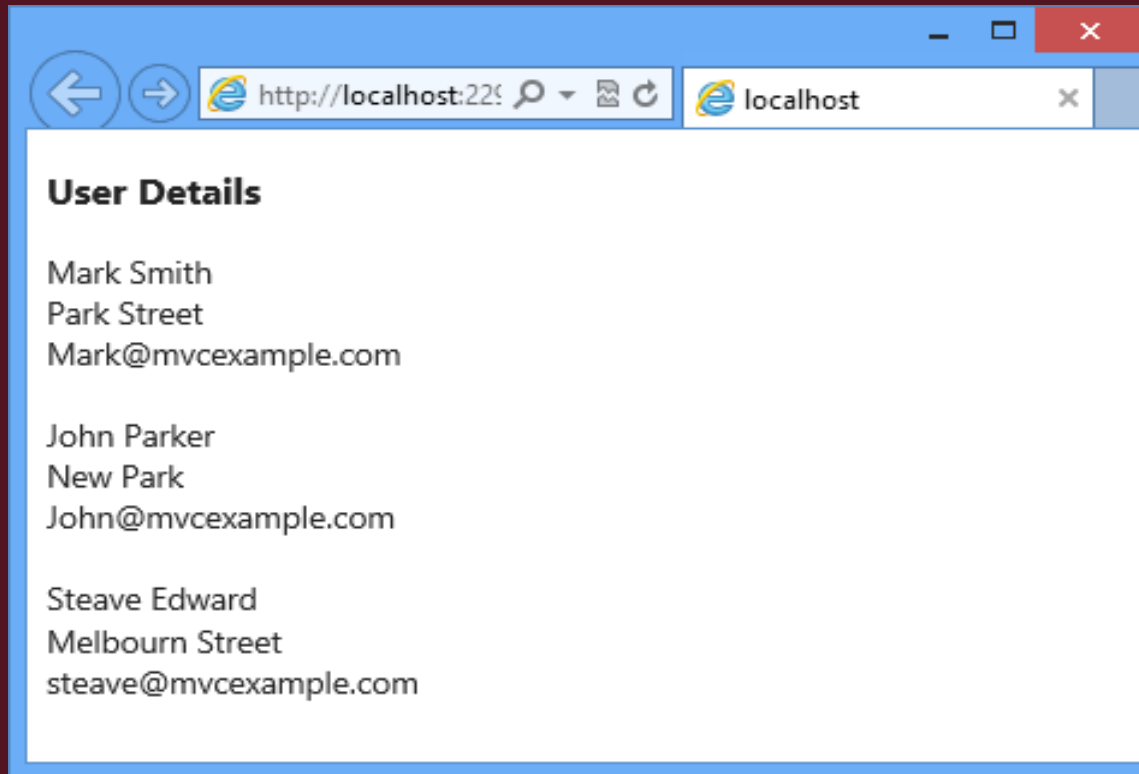 http://localhost:229
localhost
User Details
Mark Smith
Park Street
Mark@mvcexample.com
John Parker
New Park
John@mvcexample.com
Steave Edward
Melbourn Street
steave@mvcexample.com